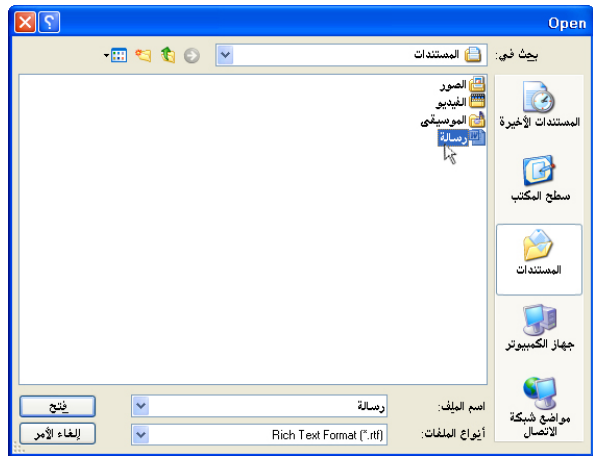 Open
بحث في: المستندات
المستندات الأخيرة
سطح المكتب
المستندات
جهاز الكمبيوتر
مواضع شبكة
الاتصال
الصور
الفيديو
الموسيقى
رسالة
اسم الملف: رسالة
فتح
أنواع الملفات: Rich Text Format (*.rtf)
إلغاء الأمر